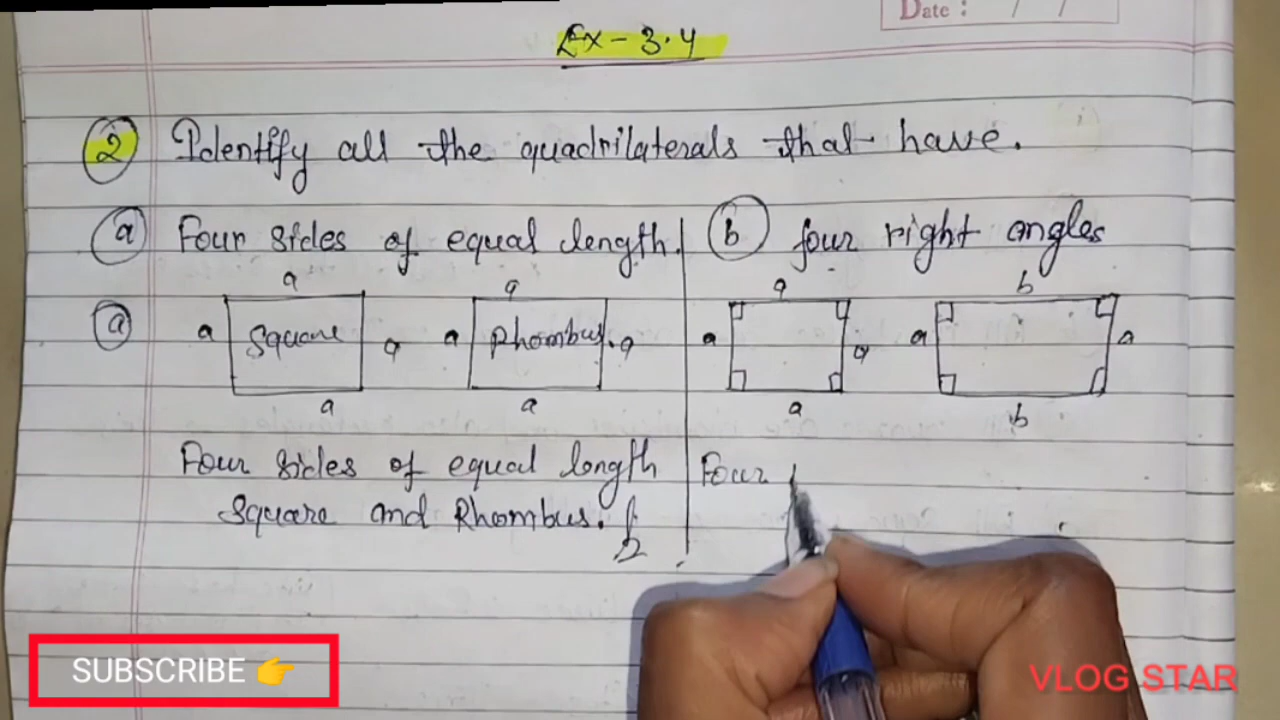 Date : / /
Ex - 3.4
2 Identify all the quadrilaterals that have.
a Four sides of equal length.
b four right angles
a
a
Square
a
a
a
a
a
Rhombus.
a
a
a
a
a
a
b
a
a
b
Four sides of equal length
Square and Rhombus.
Four
SUBSCRIBE 👉
VLOG STAR